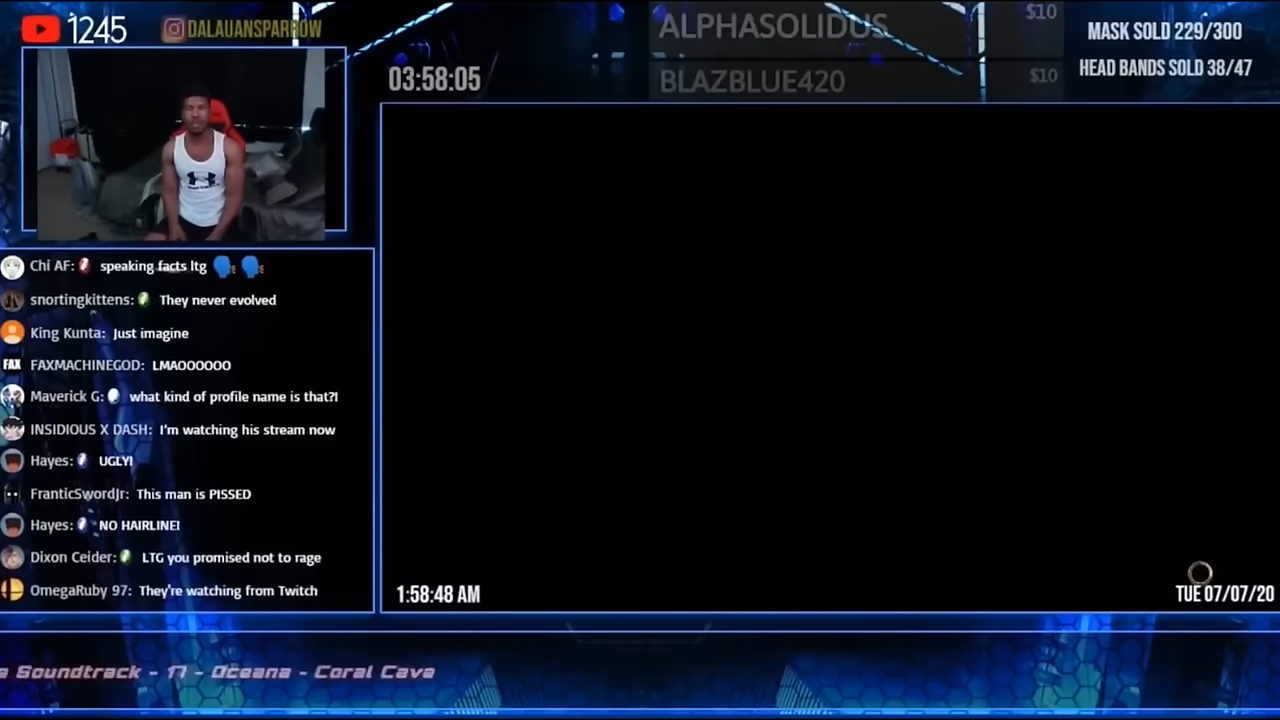 1245
DALAUANSPARROW
ALPHASOLIDUS
$10
MASK SOLD 229/300
03:58:05
BLAZBLUE420
$10
HEAD BANDS SOLD 38/47
Chi AF: speaking facts ltg
snortingkittens: They never evolved
King Kunta: Just imagine
FAX FAXMACHINEGOD: LMAOOOOOO
Maverick G: what kind of profile name is that?!
INSIDIOUS X DASH: I'm watching his stream now
Hayes: UGLY!
FranticSwordJr: This man is PISSED
Hayes: NO HAIRLINE!
Dixon Ceider: LTG you promised not to rage
OmegaRuby 97: They're watching from Twitch
1:58:48 AM
TUE 07/07/20
Soundtrack - 17 - Oceana - Coral Cava